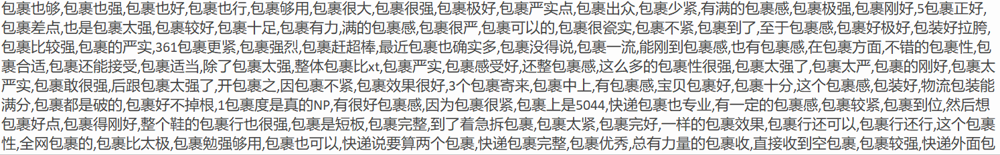 包裹也够,包裹也强,包裹也好,包裹也行,包裹够用,包裹很大,包裹很强,包裹极好,包裹严实点,包裹出众,包裹少紧,有满的包裹感,包裹极强,包裹刚好,5包裹正好,
包裹差点,也是包裹太强,包裹较好,包裹十足,包裹有力,满的包裹感,包裹很严,包裹可以的,包裹很瓷实,包裹不紧,包裹到了,至于包裹感,包裹好极好,包装好拉胯,
包裹比较强,包裹的严实,361包裹更紧,包裹强烈,包裹赶超棒,最近包裹也确实多,包裹没得说,包裹一流,能刚到包裹感,也有包裹感,在包裹方面,不错的包裹性,包
裹合适,包裹还能接受,包裹适当,除了包裹太强,整体包裹比xt,包裹严实,包裹感受好,还整包裹感,这么多的包裹性很强,包裹太强了,包裹太严,包裹的刚好,包裹太
严实,包裹敢很强,后跟包裹太强了,开包裹之,因包裹不紧,包裹效果很好,3个包裹寄来,包裹中上,有包裹感,宝贝包裹好,包裹十分,这个包裹感,包装好,物流包装能
满分,包裹都是破的,包裹好不掉根,1包裹度是真的NP,有很好包裹感,因为包裹很紧,包裹上是5044,快递包裹也专业,有一定的包裹感,包裹较紧,包裹到位,然后想
包裹好点,包裹得刚好,整个鞋的包裹行也很强,包裹是短板,包裹完整,到了着急拆包裹,包裹太紧,包裹完好,一样的包裹效果,包裹行还可以,包裹行还行,这个包裹
性,全网包裹的,包裹比太极,包裹勉强够用,包裹也可以,快递说要算两个包裹,快递包裹完整,包裹优秀,总有力量的包裹收,直接收到空包裹,包裹较强,快递外面包